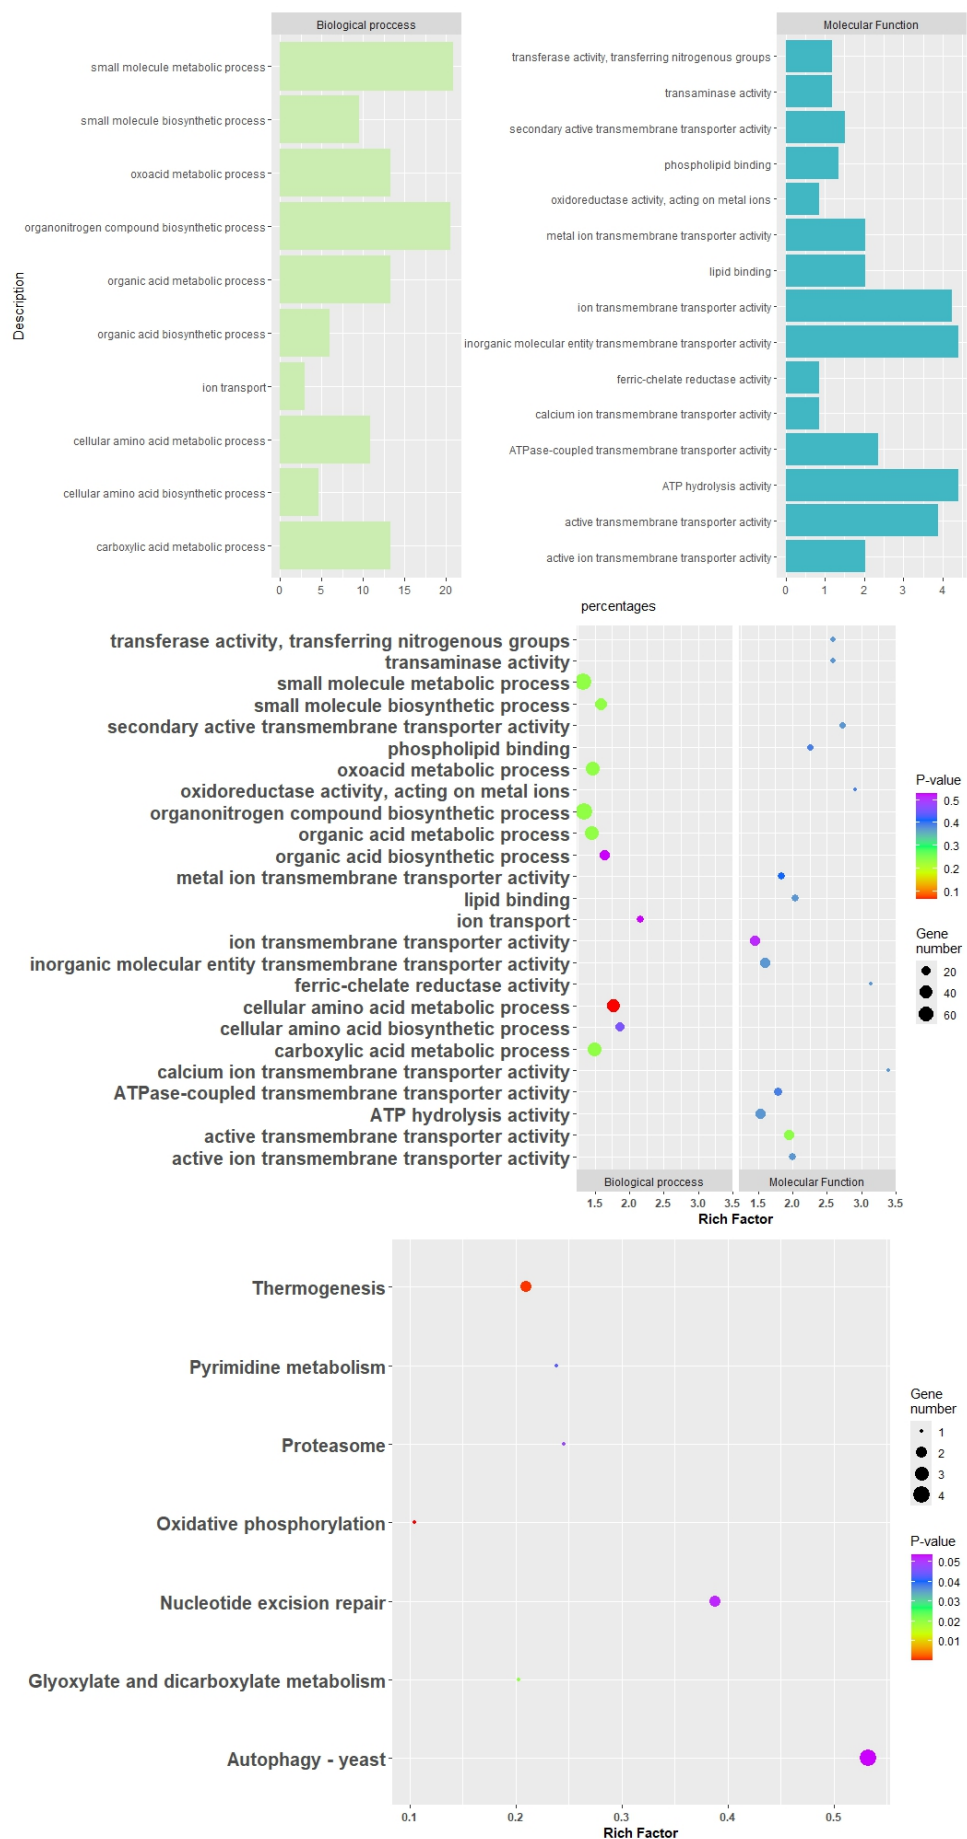 Biological proccess
Molecular Function
Description
small molecule metabolic process
small molecule biosynthetic process
oxoacid metabolic process
organonitrogen compound biosynthetic process
organic acid metabolic process
organic acid biosynthetic process
ion transport
cellular amino acid metabolic process
cellular amino acid biosynthetic process
carboxylic acid metabolic process
0 5 10 15 20
transferase activity, transferring nitrogenous groups
transaminase activity
secondary active transmembrane transporter activity
phospholipid binding
oxidoreductase activity, acting on metal ions
metal ion transmembrane transporter activity
lipid binding
ion transmembrane transporter activity
inorganic molecular entity transmembrane transporter activity
ferric-chelate reductase activity
calcium ion transmembrane transporter activity
ATPase-coupled transmembrane transporter activity
ATP hydrolysis activity
active transmembrane transporter activity
active ion transmembrane transporter activity
0 1 2 3 4
percentages
transferase activity, transferring nitrogenous groups
transaminase activity
small molecule metabolic process
small molecule biosynthetic process
secondary active transmembrane transporter activity
phospholipid binding
oxoacid metabolic process
oxidoreductase activity, acting on metal ions
organonitrogen compound biosynthetic process
organic acid metabolic process
organic acid biosynthetic process
metal ion transmembrane transporter activity
lipid binding
ion transport
ion transmembrane transporter activity
inorganic molecular entity transmembrane transporter activity
ferric-chelate reductase activity
cellular amino acid metabolic process
cellular amino acid biosynthetic process
carboxylic acid metabolic process
calcium ion transmembrane transporter activity
ATPase-coupled transmembrane transporter activity
ATP hydrolysis activity
active transmembrane transporter activity
active ion transmembrane transporter activity
Biological proccess
Molecular Function
1.5 2.0 2.5 3.0 3.5 1.5 2.0 2.5 3.0 3.5
Rich Factor
P-value
0.5
0.4
0.3
0.2
0.1
Gene
number
20
40
60
Thermogenesis
Pyrimidine metabolism
Proteasome
Oxidative phosphorylation
Nucleotide excision repair
Glyoxylate and dicarboxylate metabolism
Autophagy - yeast
0.1 0.2 0.3 0.4 0.5
Rich Factor
Gene
number
1
2
3
4
P-value
0.05
0.04
0.03
0.02
0.01